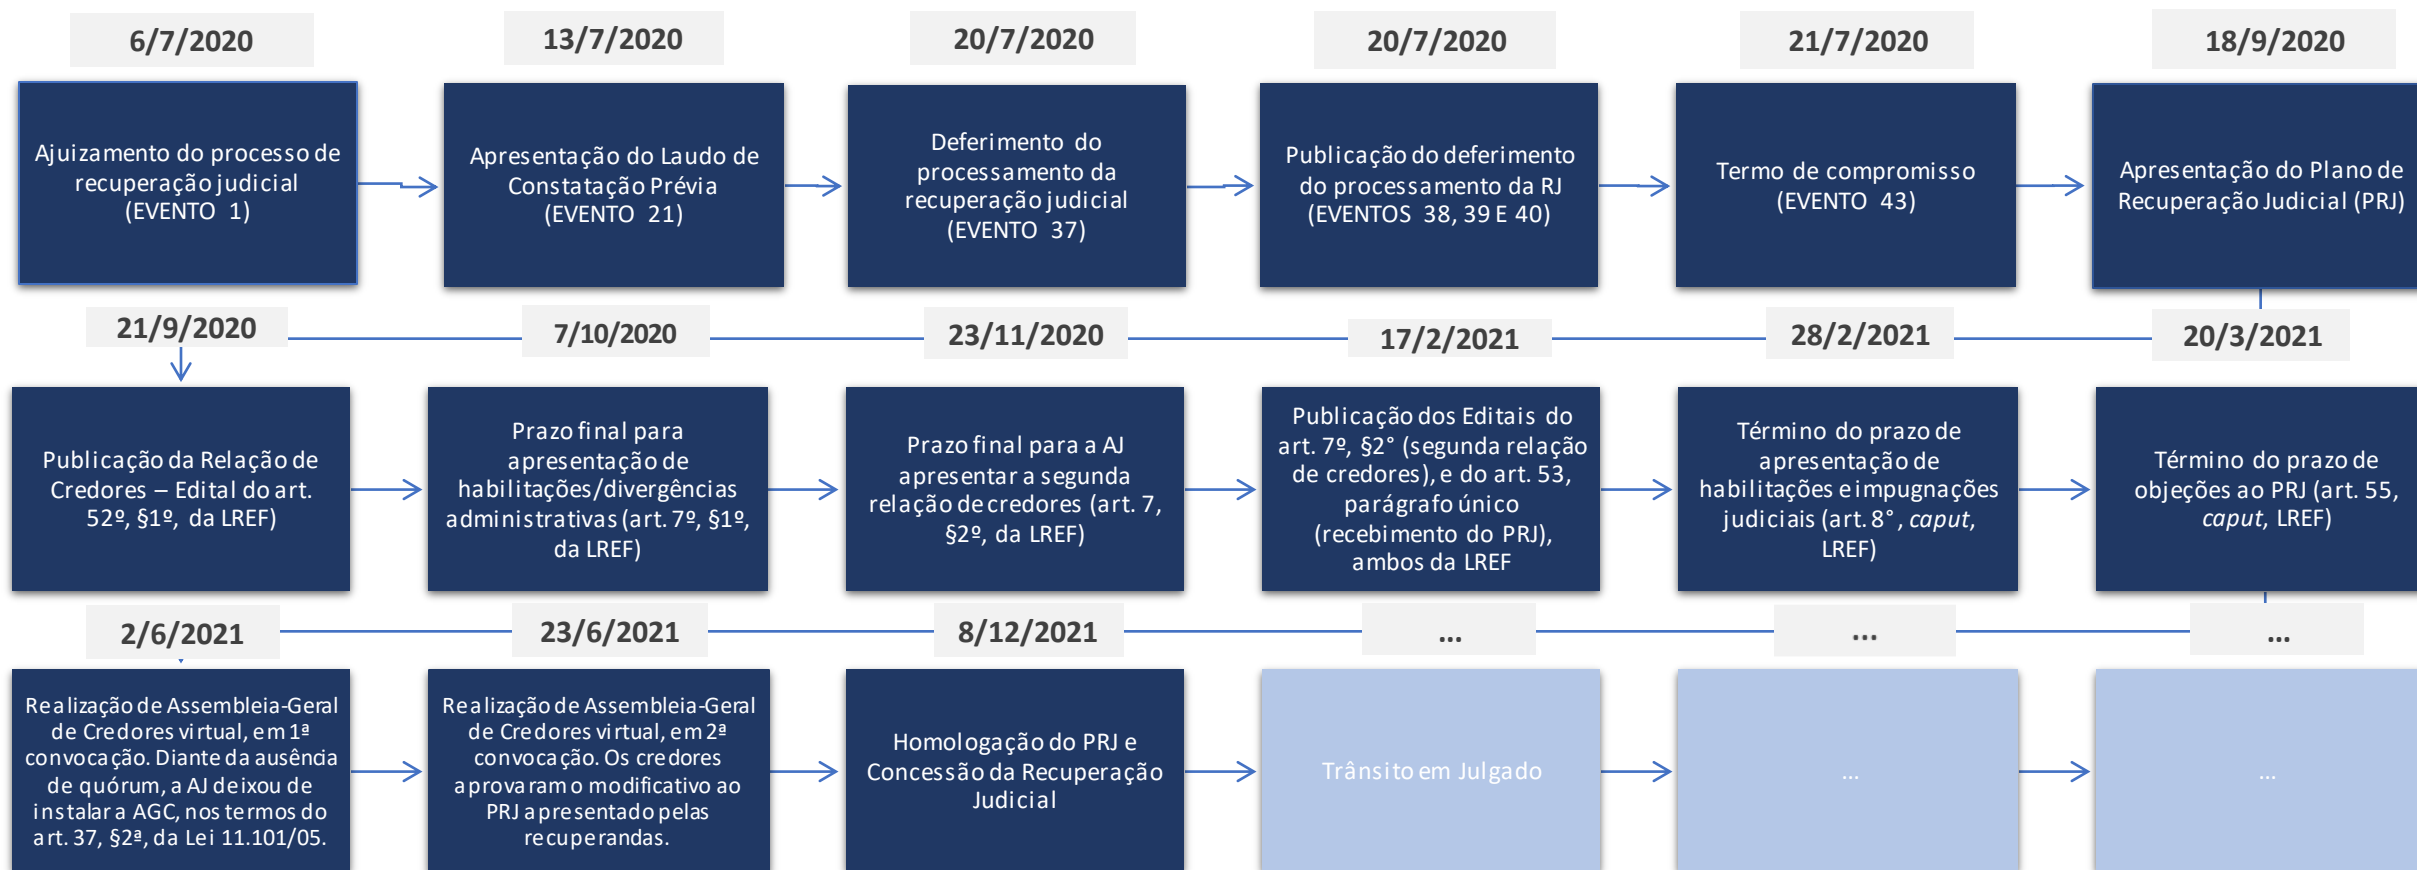 6/7/2020
13/7/2020
20/7/2020
20/7/2020
21/7/2020
18/9/2020
Ajuizamento do processo de
recuperação judicial
(EVENTO 1)
Apresentação do Laudo de
Constatação Prévia
(EVENTO 21)
Deferimento do
processamento da
recuperação judicial
(EVENTO 37)
Publicação do deferimento
do processamento da RJ
(EVENTOS 38, 39 E 40)
Termo de compromisso
(EVENTO 43)
Apresentação do Plano de
Recuperação Judicial (PRJ)
21/9/2020
7/10/2020
23/11/2020
17/2/2021
28/2/2021
20/3/2021
Publicação da Relação de
Credores – Edital do art.
52º, §1º, da LREF)
Prazo final para
apresentação de
habilitações/divergências
administrativas (art. 7º, §1º,
da LREF)
Prazo final para a AJ
apresentar a segunda
relação de credores (art. 7,
§2º, da LREF)
Publicação dos Editais do
art. 7º, §2° (segunda relação
de credores), e do art. 53,
parágrafo único
(recebimento do PRJ),
ambos da LREF
Término do prazo de
apresentação de
habilitações e impugnações
judiciais (art. 8°, caput,
LREF)
Término do prazo de
objeções ao PRJ (art. 55,
caput, LREF)
2/6/2021
23/6/2021
8/12/2021
...
...
...
Realização de Assembleia-Geral
de Credores virtual, em 1ª
convocação. Diante da ausência
de quórum, a AJ deixou de
instalar a AGC, nos termos do
art. 37, §2ª, da Lei 11.101/05.
Realização de Assembleia-Geral
de Credores virtual, em 2ª
convocação. Os credores
aprovaram o modificativo ao
PRJ apresentado pelas
recuperandas.
Homologação do PRJ e
Concessão da Recuperação
Judicial
Trânsito em Julgado
...
...